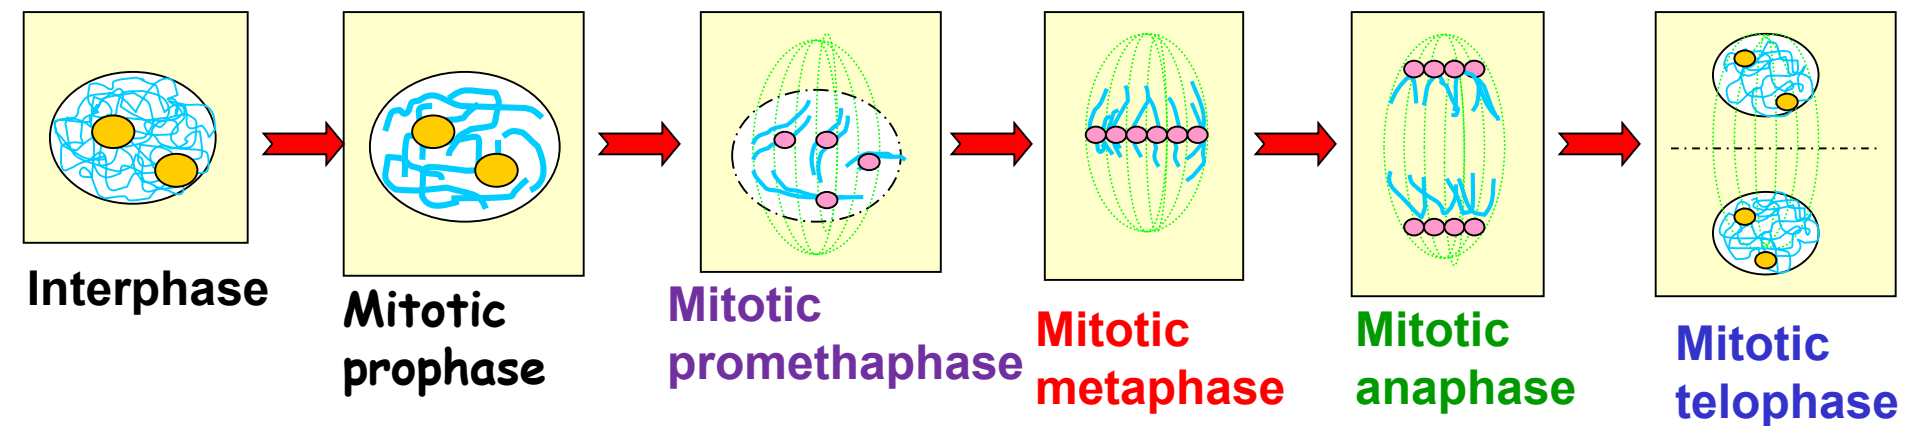 Interphase
Mitotic
prophase
Mitotic
promethaphase
Mitotic
metaphase
Mitotic
anaphase
Mitotic
telophase